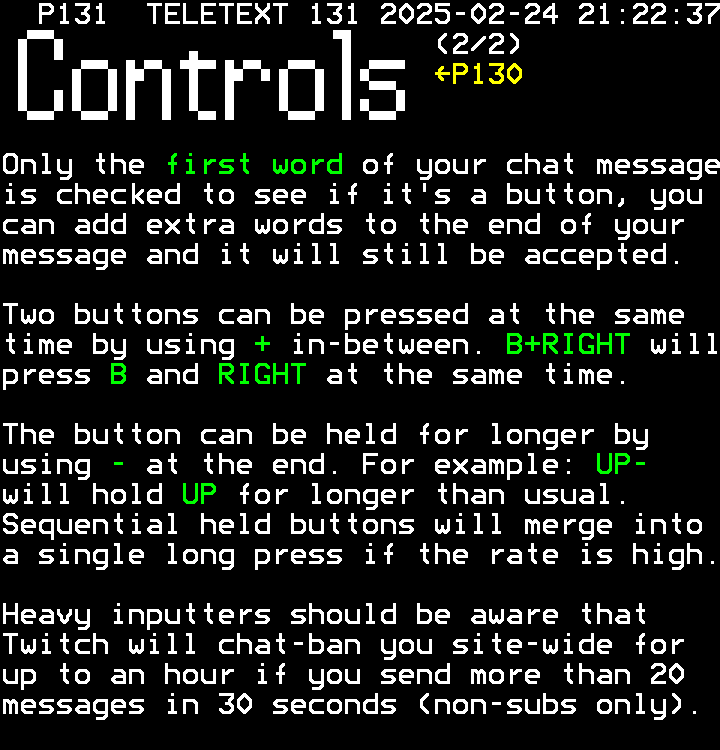 P131 TELETEXT 131 2025-02-24 21:22:37
Controls
(2/2)
←P130
Only the first word of your chat message
is checked to see if it's a button, you
can add extra words to the end of your
message and it will still be accepted.
Two buttons can be pressed at the same
time by using + in-between. B+RIGHT will
press B and RIGHT at the same time.
The button can be held for longer by
using - at the end. For example: UP-
will hold UP for longer than usual.
Sequential held buttons will merge into
a single long press if the rate is high.
Heavy inputters should be aware that
Twitch will chat-ban you site-wide for
up to an hour if you send more than 20
messages in 30 seconds (non-subs only).